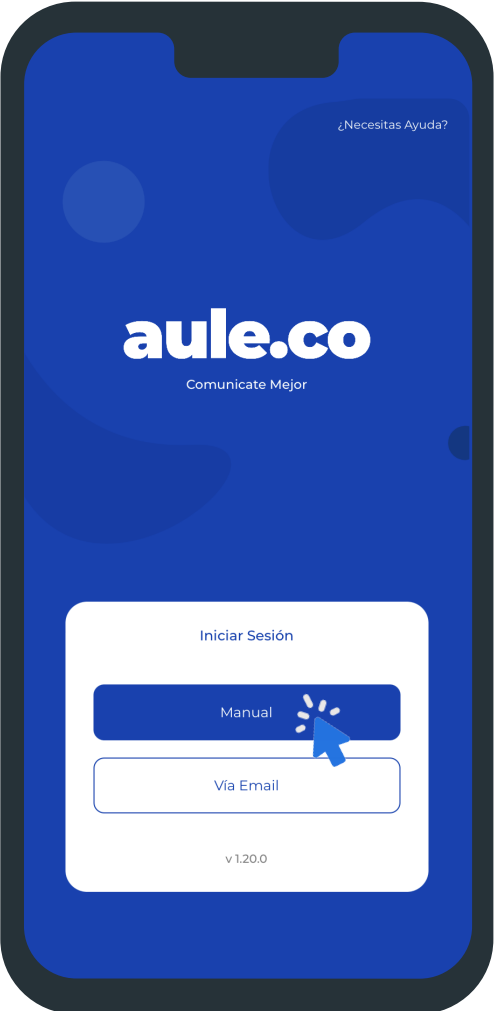 ¿Necesitas Ayuda?
aule.co
Comunicate Mejor
Iniciar Sesión
Manual
Vía Email
v 1.20.0